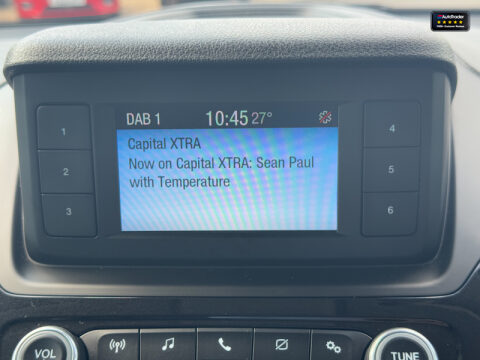 AutoTrader
DAB 1 10:45 27°
Capital XTRA
Now on Capital XTRA: Sean Paul
with Temperature
1
2
3
4
5
6
VOL
TUNE